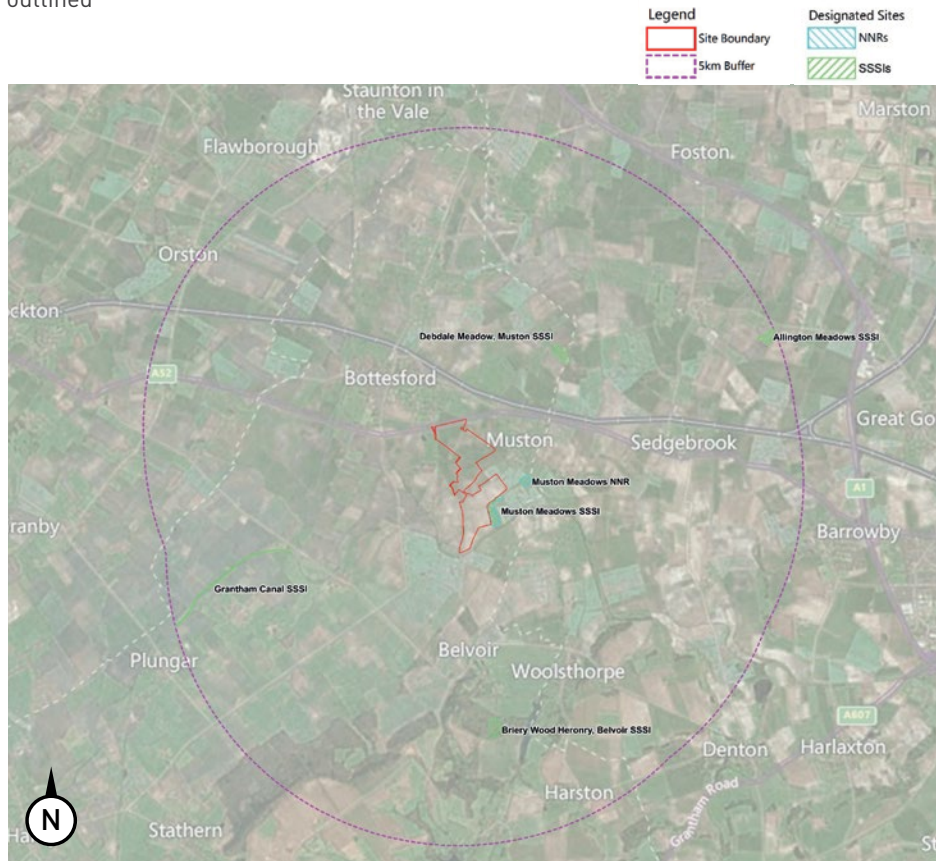 outlined
Legend
Site Boundary
5km Buffer
Designated Sites
NNRs
SSSIs
Staunton in
the Vale
Marston
Flawborough
Foston
Orston
ockton
Debdale Meadow, Muston SSSI
Allington Meadows SSSI
A52
Bottesford
Great Go
Muston
Sedgebrook
Muston Meadows NNR
A1
Muston Meadows SSSI
ranby
Barrowby
Grantham Canal SSSI
Belvoir
Plungar
Woolsthorpe
A607
Briery Wood Heronry, Belvoir SSSI
Denton
Harlaxton
Harston
Grantham Road
N
Stathern
Ha
St